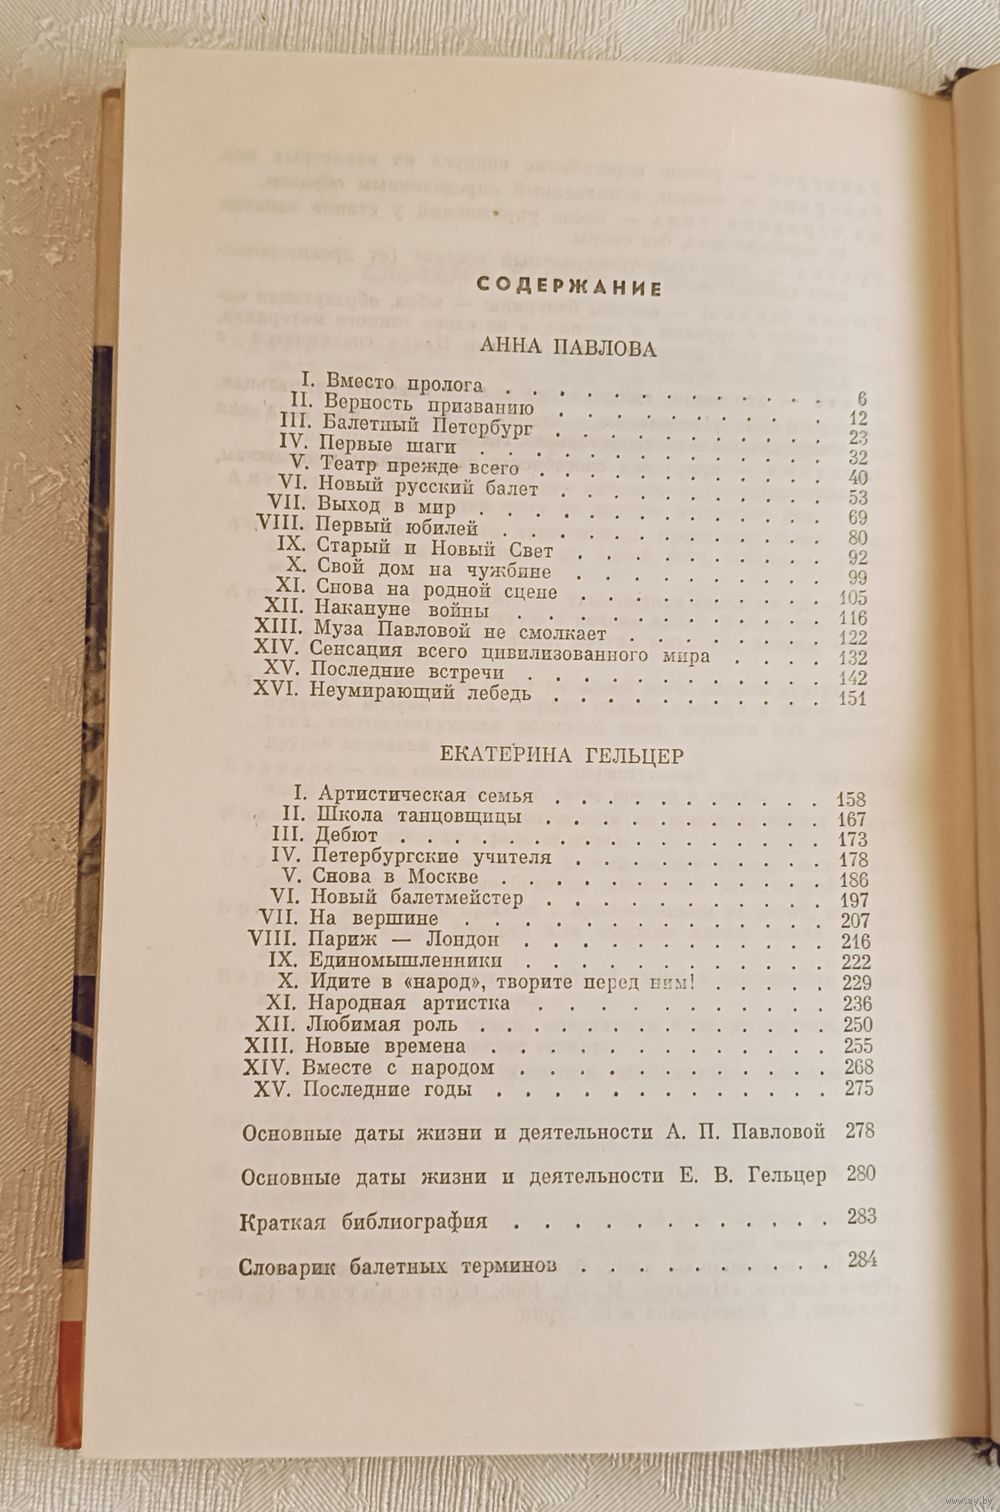 СОДЕРЖАНИЕ
АННА ПАВЛОВА
I. Вместо пролога . . . . . . . . . . . 6
II. Верность призванию . . . . . . . . . 12
III. Балетный Петербург . . . . . . . . . 23
IV. Первые шаги . . . . . . . . . . . . 32
V. Театр прежде всего . . . . . . . . . . 40
VI. Новый русский балет . . . . . . . . . 53
VII. Выход в мир . . . . . . . . . . . . 69
VIII. Первый юбилей . . . . . . . . . . . 80
IX. Старый и Новый Свет . . . . . . . . . 92
X. Свой дом на чужбине . . . . . . . . . 99
XI. Снова на родной сцене . . . . . . . . . 105
XII. Накануне войны . . . . . . . . . . . 116
XIII. Муза Павловой не смолкает . . . . . . . 122
XIV. Сенсация всего цивилизованного мира . . . . 132
XV. Последние встречи . . . . . . . . . . . 142
XVI. Неумирающий лебедь . . . . . . . . . . 151
ЕКАТЕРИНА ГЕЛЬЦЕР
I. Артистическая семья . . . . . . . . . . 158
II. Школа танцовщицы . . . . . . . . . . 167
III. Дебют . . . . . . . . . . . . . . . 173
IV. Петербургские учителя . . . . . . . . . 178
V. Снова в Москве . . . . . . . . . . . . 186
VI. Новый балетмейстер . . . . . . . . . . 197
VII. На вершине . . . . . . . . . . . . . 207
VIII. Париж — Лондон . . . . . . . . . . . 216
IX. Единомышленники . . . . . . . . . . . 222
X. Идите в «народ», творите перед ним! . . . . . 229
XI. Народная артистка . . . . . . . . . . . 236
XII. Любимая роль . . . . . . . . . . . . 250
XIII. Новые времена . . . . . . . . . . . . 255
XIV. Вместе с народом . . . . . . . . . . . 268
XV. Последние годы . . . . . . . . . . . . 275
Основные даты жизни и деятельности А. П. Павловой 278
Основные даты жизни и деятельности Е. В. Гельцер 280
Краткая библиография . . . . . . . . . . . 283
Словарик балетных терминов . . . . . . . . . 284
www.ay.by